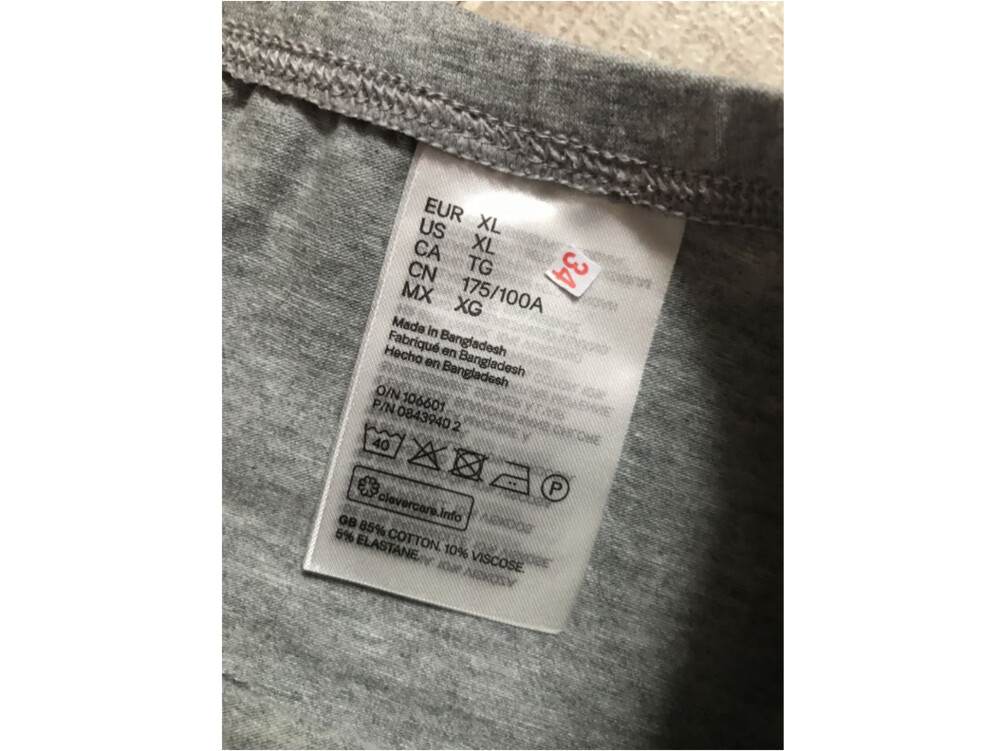 EUR XL
US XL
CA TG
CN 175/100A
MX XG
34
Made in Bangladesh
Fabriqué en Bangladesh
Hecho en Bangladesh
O/N 106601
P/N 0843940 2
40
P
clevercare.info
GB 85% COTTON. 10% VISCOSE.
5% ELASTANE.